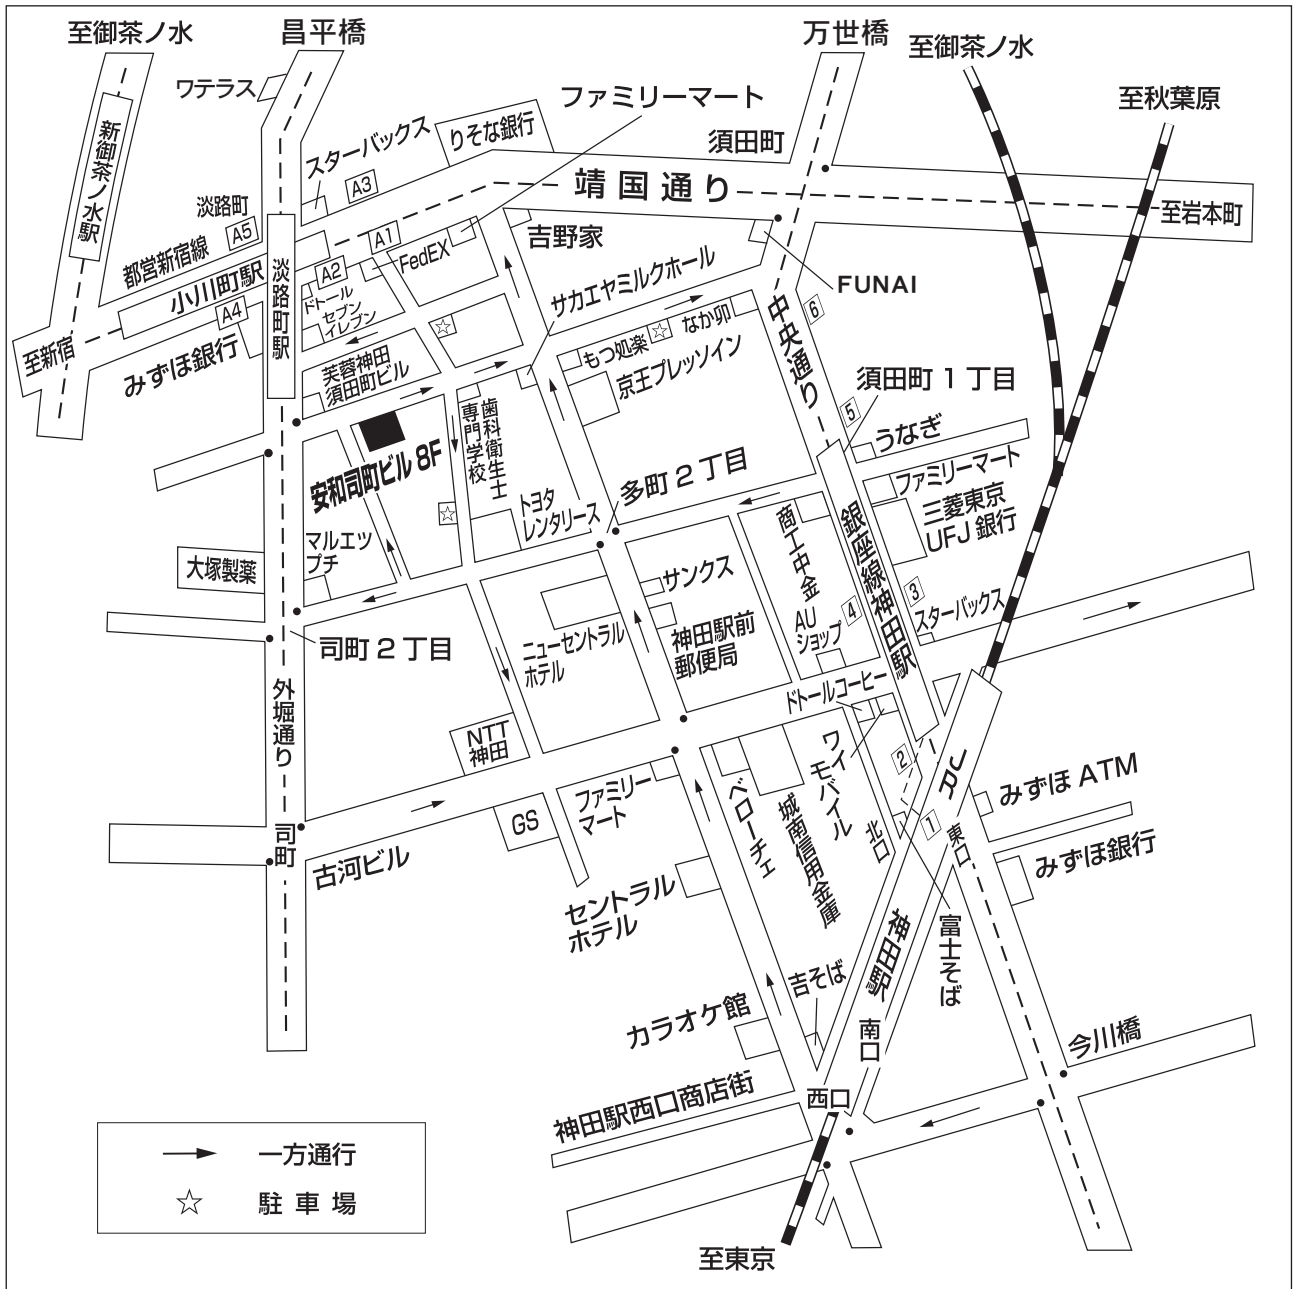 至御茶ノ水
昌平橋
万世橋
至御茶ノ水
至秋葉原
ワテラス
ファミリーマート
新御茶ノ水駅
スターバックス
りそな銀行
須田町
A3
靖国通り
淡路町
A5
A1
至岩本町
都営新宿線
吉野家
FedEX
小川町駅
A2
淡路町駅
サカエヤミルクホール
FUNAI
ドトール
セブン
イレブン
A4
中央通り
6
なか卯
☆
もつ処楽
☆
至新宿
みずほ銀行
芙蓉神田
須田町ビル
京王プレッソイン
須田町1丁目
5
うなぎ
歯科衛生士
専門学校
安和司町ビル 8F
多町2丁目
ファミリーマート
三菱東京
UFJ銀行
トヨタ
レンタリース
☆
商工中金
銀座線神田駅
マルエッ
プチ
大塚製薬
サンクス
3
スターバックス
AU
ショップ
4
神田駅前
郵便局
ニューセントラル
ホテル
司町2丁目
ドトールコーヒー
外堀通り
NTT
神田
ワイモバイル
2
JR
神田駅
みずほATM
ファミリー
マート
ベローチェ
城南信用金庫
北口
1
東口
GS
司町
古河ビル
みずほ銀行
セントラル
ホテル
富士そば
吉そば
カラオケ館
南口
今川橋
神田駅西口商店街
西口
一方通行
☆ 駐車場
至東京